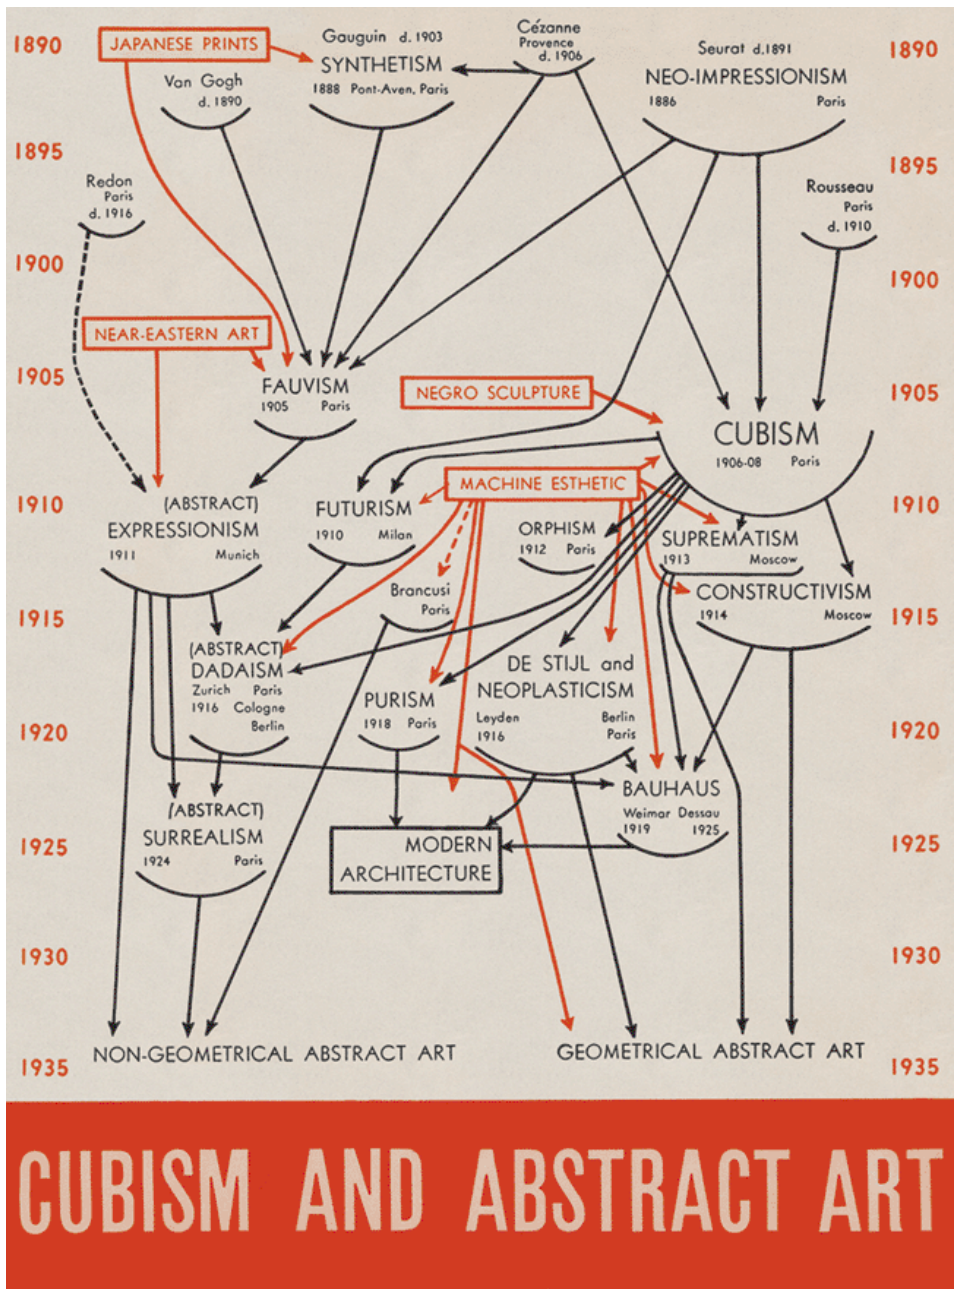 1890
JAPANESE PRINTS
Gauguin d. 1903
SYNTHETISM
1888 Pont-Aven, Paris
Cézanne
Provence
d. 1906
Seurat d.1891
NEO-IMPRESSIONISM
1886 Paris
1890
Van Gogh
d. 1890
1895
1895
Redon
Paris
d. 1916
Rousseau
Paris
d. 1910
1900
1900
NEAR-EASTERN ART
1905
FAUVISM
1905 Paris
NEGRO SCULPTURE
1905
CUBISM
1906-08 Paris
1910
(ABSTRACT)
EXPRESSIONISM
1911 Munich
FUTURISM
1910 Milan
MACHINE ESTHETIC
ORPHISM
1912 Paris
SUPREMATISM
1913 Moscow
1910
Brancusi
Paris
CONSTRUCTIVISM
1914 Moscow
1915
1915
(ABSTRACT)
DADAISM
Zurich Paris
1916 Cologne
Berlin
PURISM
1918 Paris
DE STIJL and
NEOPLASTICISM
Leyden Berlin
1916 Paris
1920
1920
BAUHAUS
Weimar Dessau
1919 1925
(ABSTRACT)
SURREALISM
1924 Paris
MODERN
ARCHITECTURE
1925
1925
1930
1930
NON-GEOMETRICAL ABSTRACT ART
GEOMETRICAL ABSTRACT ART
1935
1935
CUBISM AND ABSTRACT ART